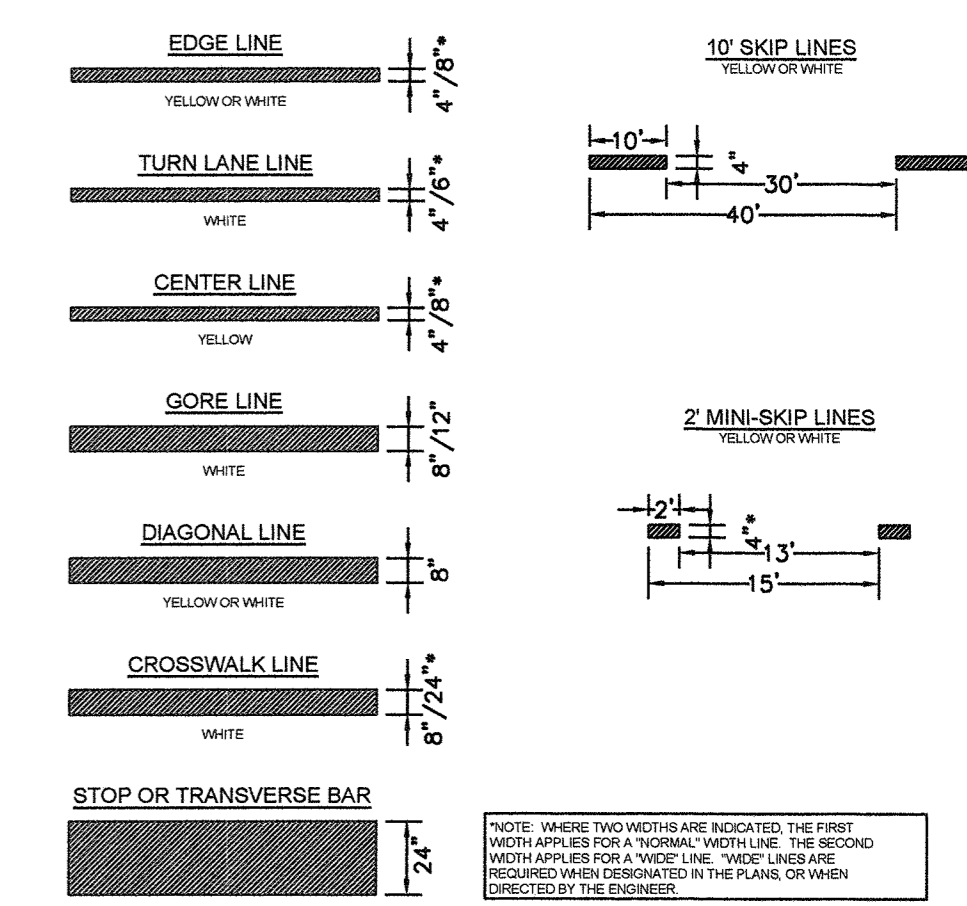 EDGE LINE
4"/8"*
YELLOW OR WHITE
TURN LANE LINE
4"/6"*
WHITE
CENTER LINE
4"/8"*
YELLOW
GORE LINE
8"/12"
WHITE
DIAGONAL LINE
8"
YELLOW OR WHITE
CROSSWALK LINE
8"/24"*
WHITE
STOP OR TRANSVERSE BAR
24"
10' SKIP LINES
YELLOW OR WHITE
10'
4"
30'
40'
2' MINI-SKIP LINES
YELLOW OR WHITE
2'
4"*
13'
15'
*NOTE: WHERE TWO WIDTHS ARE INDICATED, THE FIRST
WIDTH APPLIES FOR A "NORMAL" WIDTH LINE. THE SECOND
WIDTH APPLIES FOR A "WIDE" LINE. "WIDE" LINES ARE
REQUIRED WHEN DESIGNATED IN THE PLANS, OR WHEN
DIRECTED BY THE ENGINEER.